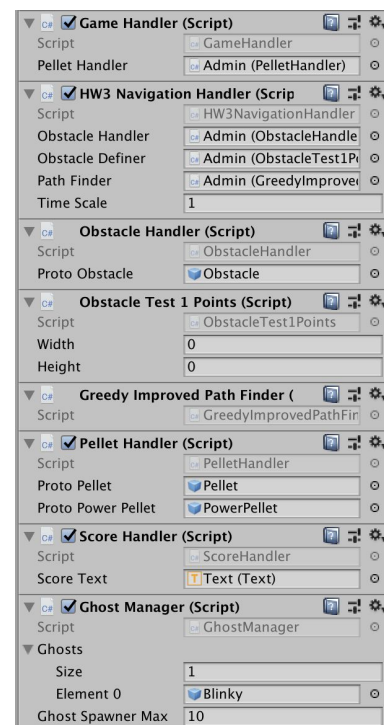 Game Handler (Script)
Script GameHandler
Pellet Handler Admin (PelletHandler)
HW3 Navigation Handler (Scrip
Script HW3NavigationHandler
Obstacle Handler Admin (ObstacleHandle
Obstacle Definer Admin (ObstacleTest1P
Path Finder Admin (GreedyImprove
Time Scale 1
Obstacle Handler (Script)
Script ObstacleHandler
Proto Obstacle Obstacle
Obstacle Test 1 Points (Script)
Script ObstacleTest1Points
Width 0
Height 0
Greedy Improved Path Finder (
Script GreedyImprovedPathFin
Pellet Handler (Script)
Script PelletHandler
Proto Pellet Pellet
Proto Power Pellet PowerPellet
Score Handler (Script)
Script ScoreHandler
Score Text Text (Text)
Ghost Manager (Script)
Script GhostManager
Ghosts
Size 1
Element 0 Blinky
Ghost Spawner Max 10